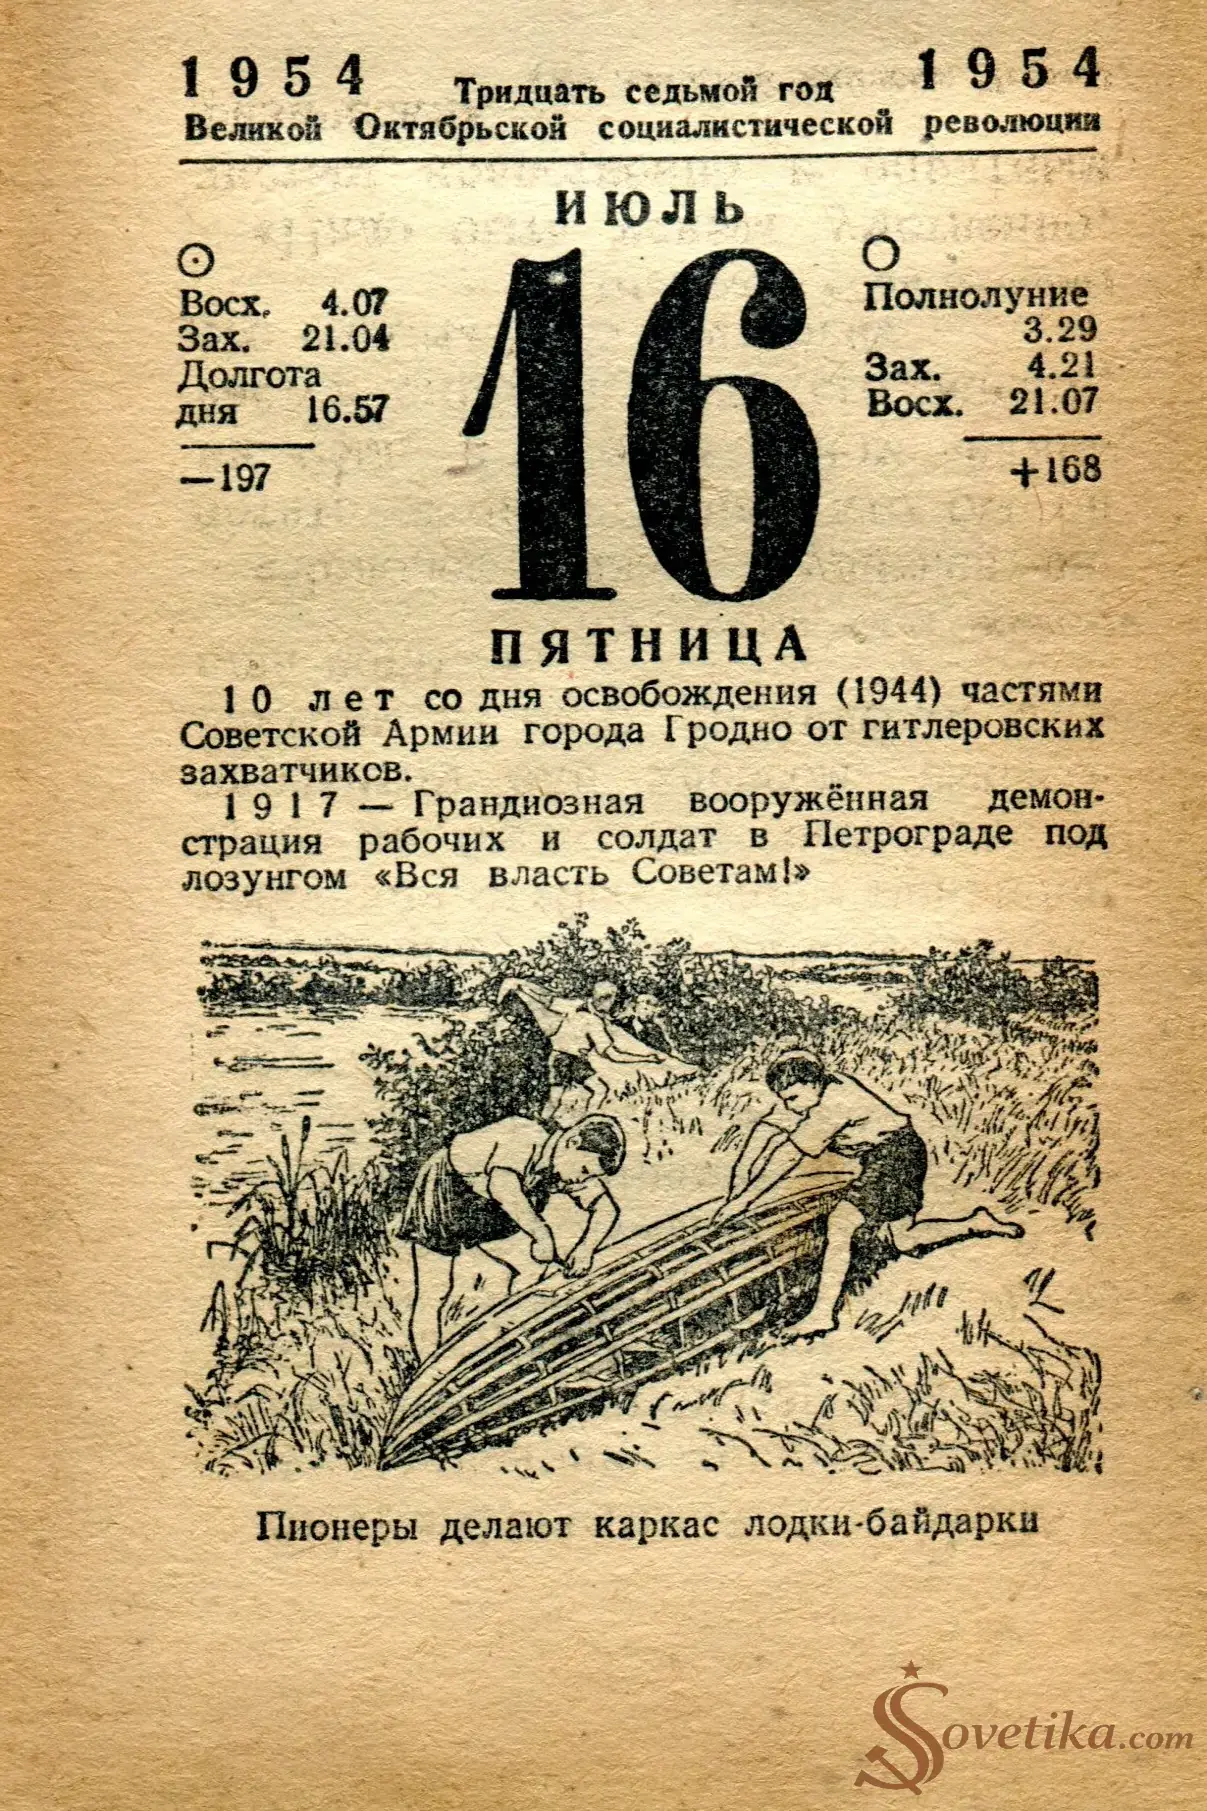 1954 Тридцать седьмой год 1954
Великой Октябрьской социалистической революции
ИЮЛЬ
Восх. 4.07
Зах. 21.04
Долгота
дня 16.57
—197
16
Полнолуние
3.29
Зах. 4.21
Восх. 21.07
+168
ПЯТНИЦА
10 лет со дня освобождения (1944) частями
Советской Армии города Гродно от гитлеровских
захватчиков.
1917 — Грандиозная вооружённая демон-
страция рабочих и солдат в Петрограде под
лозунгом «Вся власть Советам!»
Пионеры делают каркас лодки-байдарки
Sovetika.com